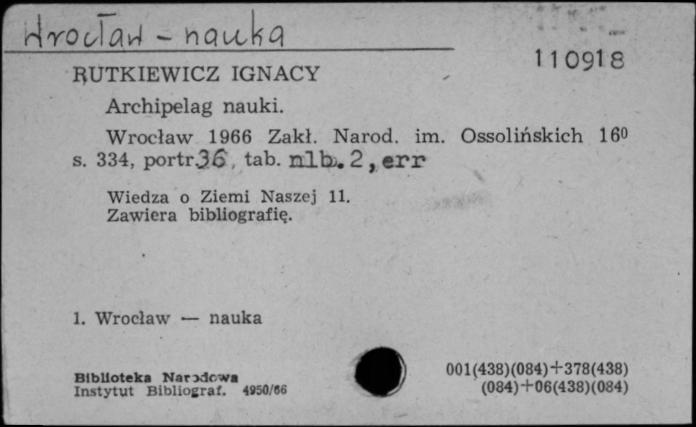 Wrocław - nauka
110918
RUTKIEWICZ IGNACY
Archipelag nauki.
Wrocław 1966 Zakł. Narod. im. Ossolińskich 16⁰
s. 334, portr 36, tab. nlb. 2, err
Wiedza o Ziemi Naszej 11.
Zawiera bibliografię.
1. Wrocław — nauka
001(438)(084)+378(438)
(084)+06(438)(084)
Biblioteka Narodowa
Instytut Bibliograf. 4950/66